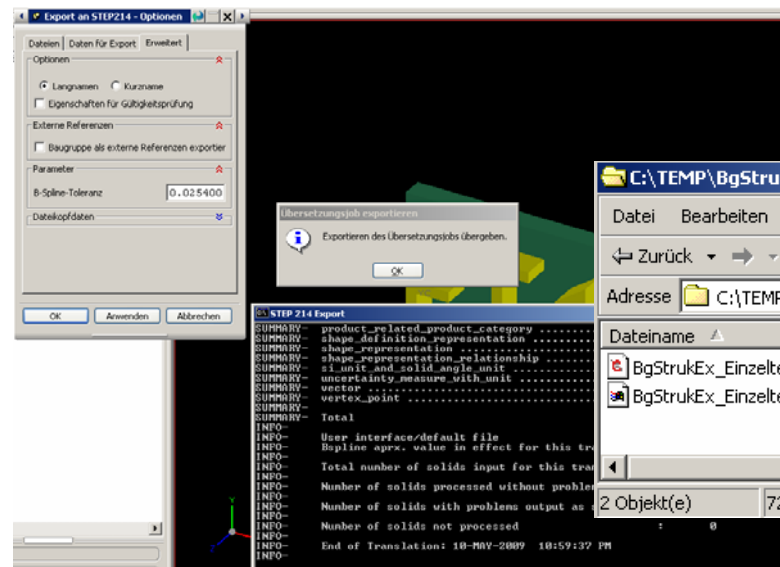 Export an STEP214 - Optionen
Dateien Daten für Export Erweitert
Optionen
Langnamen Kurzname
Eigenschaften für Gültigkeitsprüfung
Externe Referenzen
Baugruppe als externe Referenzen exportier
Parameter
B-Spline-Toleranz 0.025400
Dateikopfdaten
OK Anwenden Abbrechen
Übersetzungsjob exportieren
Exportieren des Übersetzungsjobs übergeben.
OK
STEP 214 Export
SUMMARY- product_related_product_category ...........
SUMMARY- shape_definition_representation ...........
SUMMARY- shape_representation ...........
SUMMARY- shape_representation_relationship ...........
SUMMARY- si_unit_and_solid_angle_unit ...........
SUMMARY- uncertainty_measure_with_unit ...........
SUMMARY- vector ...........
SUMMARY- vertex_point ...........
SUMMARY-
SUMMARY- Total
INFO-
INFO- User interface/default file
INFO- Bspline aprx. value in effect for this tra
INFO-
INFO- Total number of solids input for this tran
INFO-
INFO- Number of solids processed without proble
INFO-
INFO- Number of solids with problems output as
INFO-
INFO- Number of solids not processed : 0
INFO-
INFO- End of Translation: 10-MAY-2009 10:59:37 PM
INFO-
C:\TEMP\BgStru
Datei Bearbeiten
Zurück
Adresse C:\TEMP
Dateiname
BgStrukEx_Einzelte
BgStrukEx_Einzelte
2 Objekt(e) 72
Y
Z